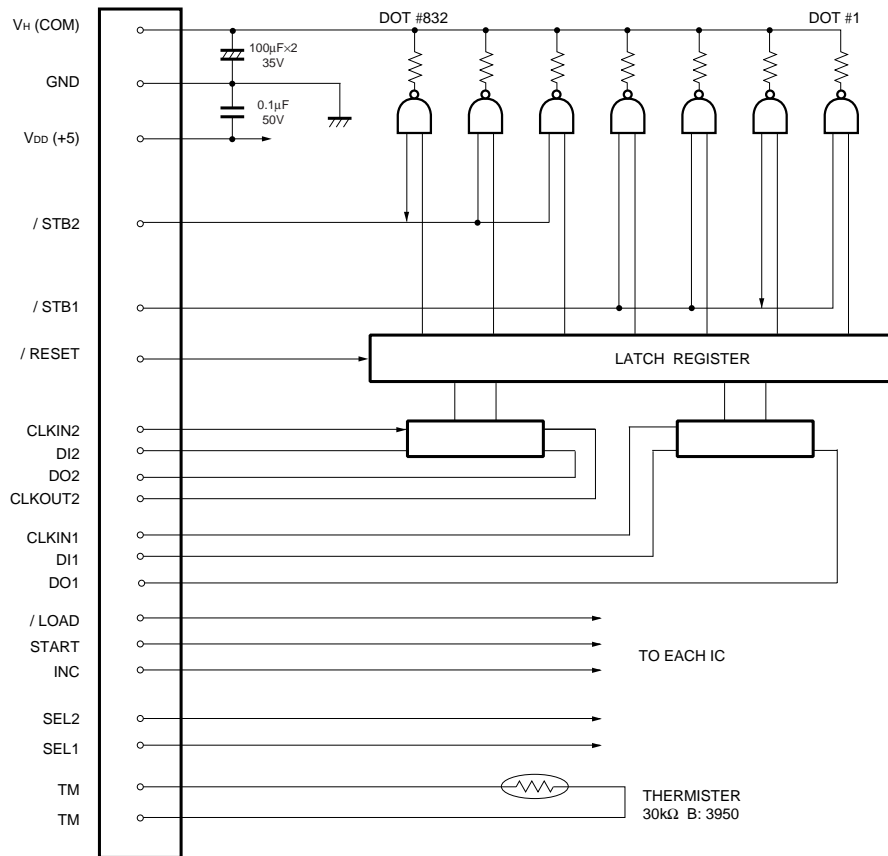 VH (COM)
DOT #832
DOT #1
100µF×2
35V
GND
0.1µF
50V
VDD (+5)
/ STB2
/ STB1
/ RESET
LATCH REGISTER
CLKIN2
DI2
DO2
CLKOUT2
CLKIN1
DI1
DO1
/ LOAD
START
TO EACH IC
INC
SEL2
SEL1
TM
THERMISTER
30kΩ B: 3950
TM